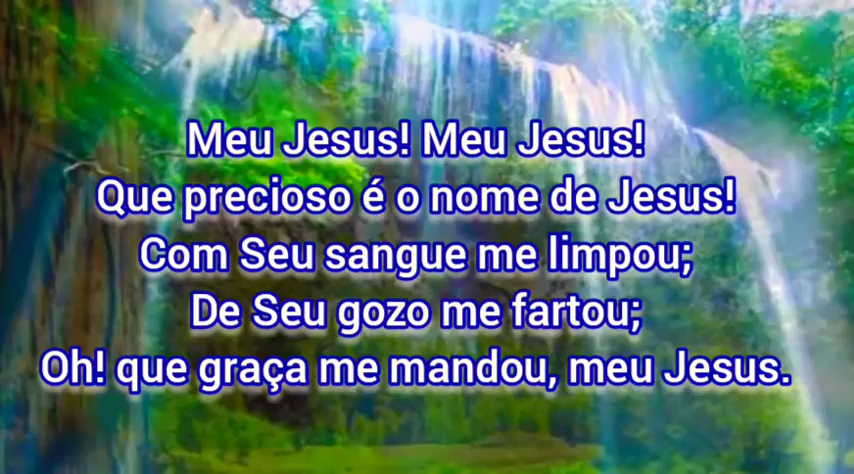 Meu Jesus! Meu Jesus!
Que precioso é o nome de Jesus!
Com Seu sangue me limpou;
De Seu gozo me fartou;
Oh! que graça me mandou, meu Jesus.